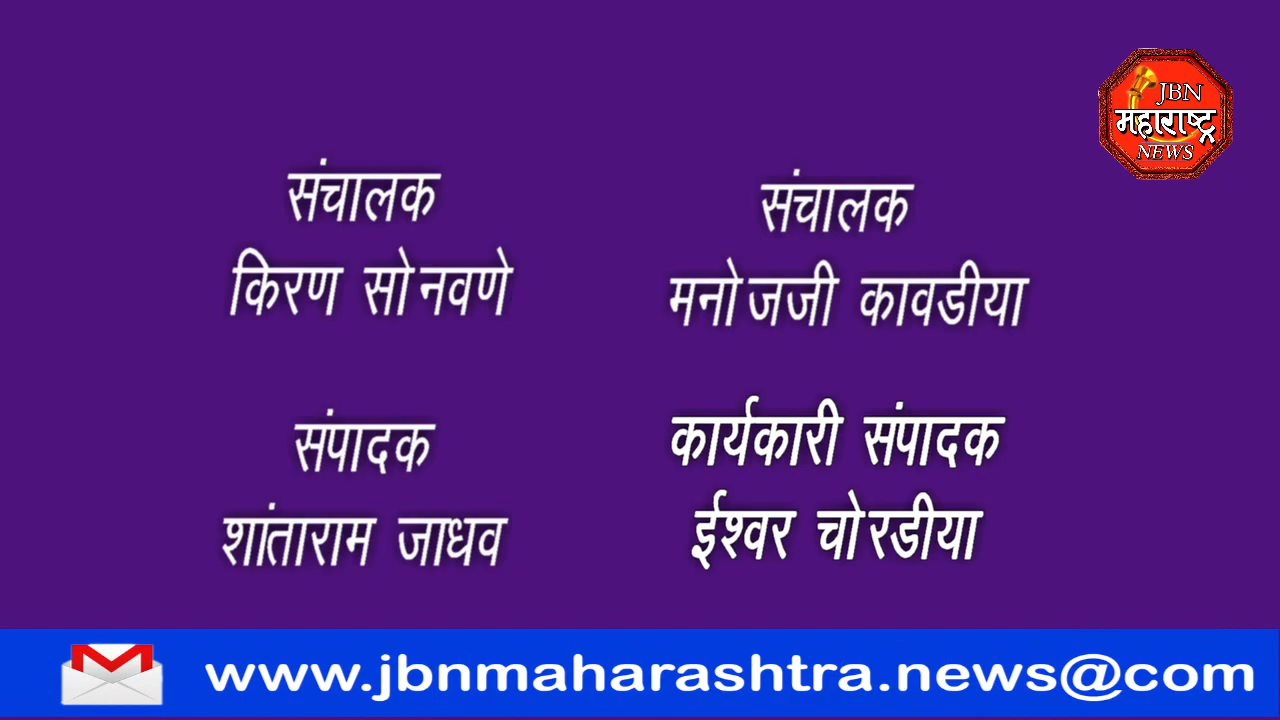 JBN
महाराष्ट्र
NEWS
संचालक
किरण सोनवणे
संचालक
मनोजजी कावडीया
संपादक
शांताराम जाधव
कार्यकारी संपादक
ईश्वर चोरडीया
www.jbnmaharashtra.news@com